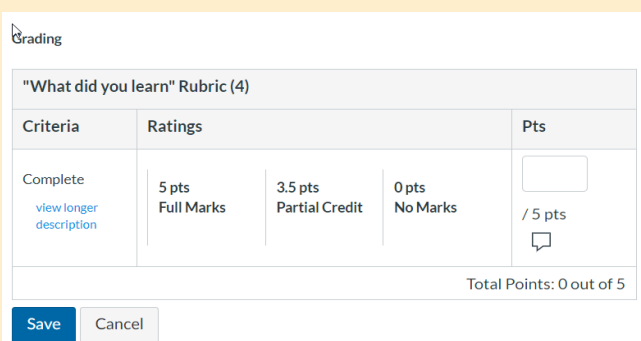 Grading
"What did you learn" Rubric (4)
Criteria Ratings Pts
Complete
view longer
description
5 pts
Full Marks
3.5 pts
Partial Credit
0 pts
No Marks
/ 5 pts
Total Points: 0 out of 5
Save Cancel